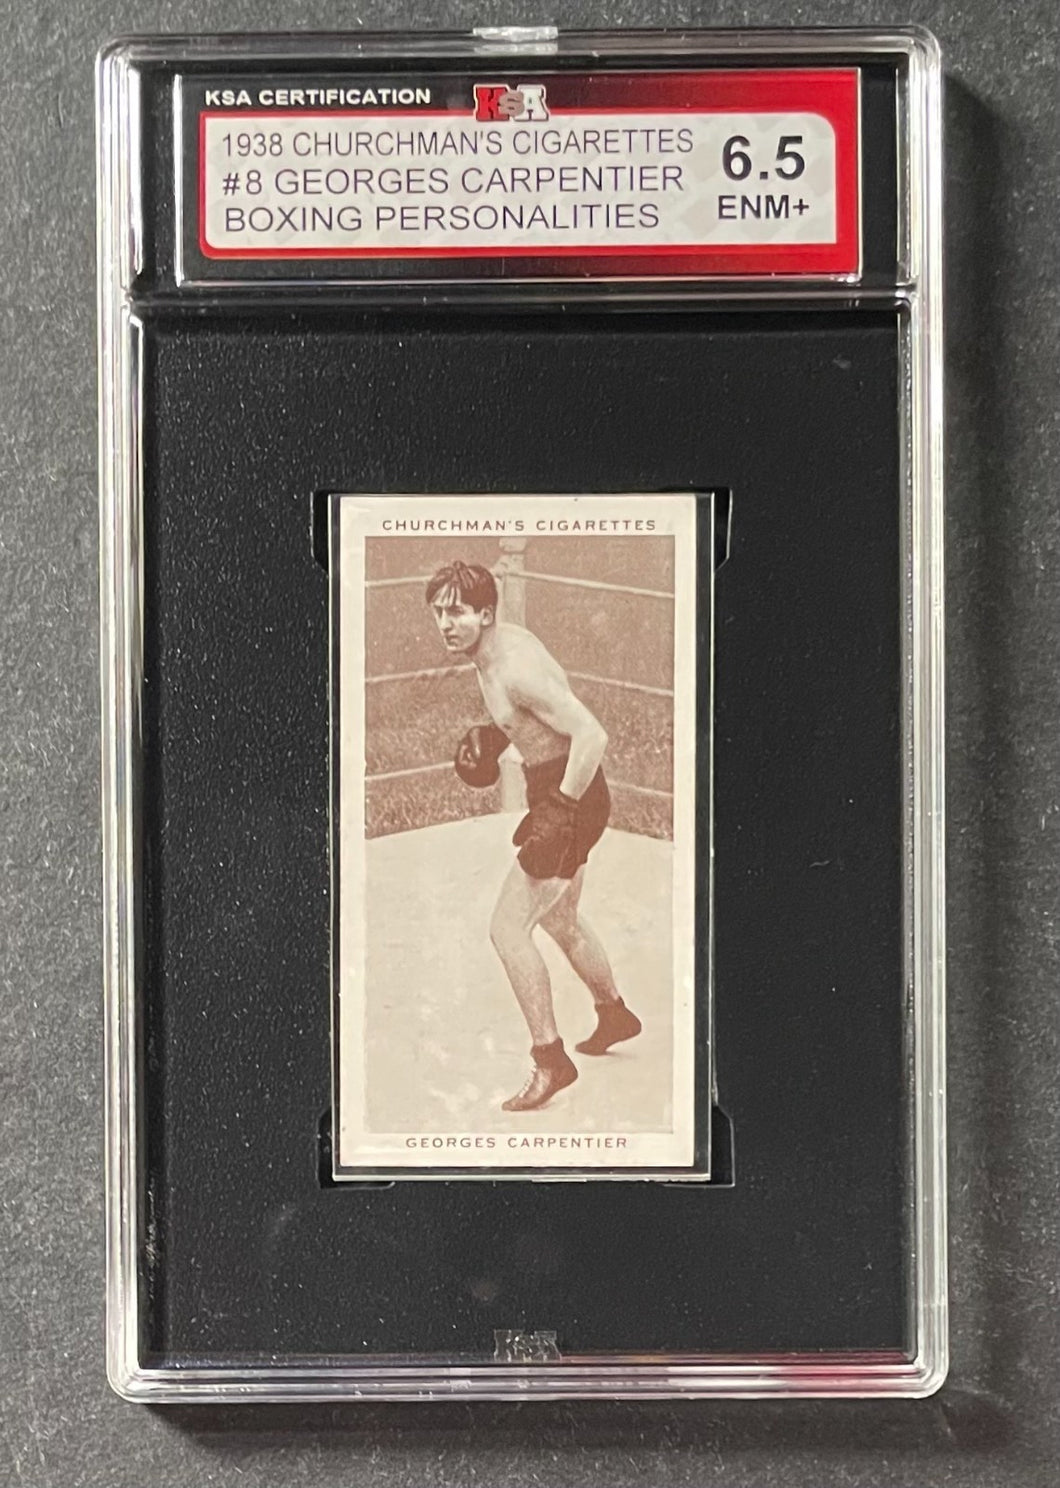 KSA CERTIFICATION KSA
1938 CHURCHMAN'S CIGARETTES
#8 GEORGES CARPENTIER
BOXING PERSONALITIES
6.5
ENM+
CHURCHMAN'S CIGARETTES
GEORGES CARPENTIER
KSA